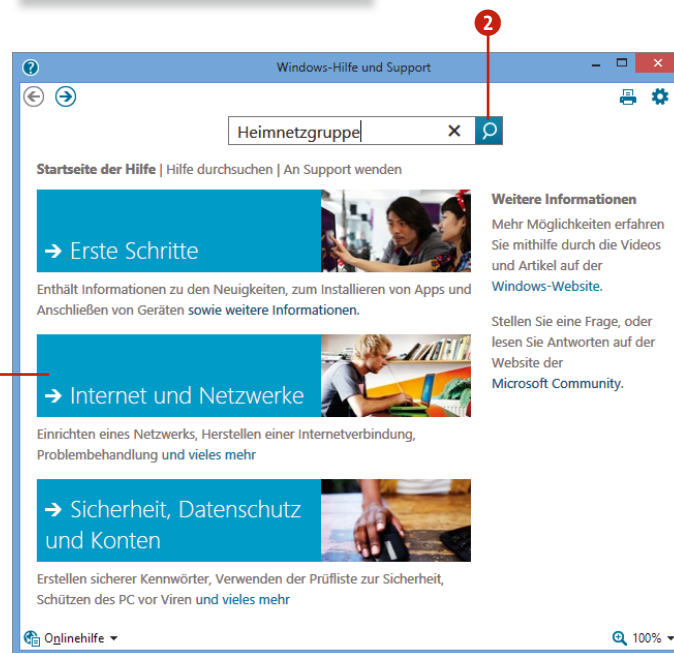 2
Windows-Hilfe und Support
Heimnetzgruppe
Startseite der Hilfe | Hilfe durchsuchen | An Support wenden
→ Erste Schritte
Enthält Informationen zu den Neuigkeiten, zum Installieren von Apps und
Anschließen von Geräten sowie weitere Informationen.
→ Internet und Netzwerke
Einrichten eines Netzwerks, Herstellen einer Internetverbindung,
Problembehandlung und vieles mehr
→ Sicherheit, Datenschutz
und Konten
Erstellen sicherer Kennwörter, Verwenden der Prüfliste zur Sicherheit,
Schützen des PC vor Viren und vieles mehr
Weitere Informationen
Mehr Möglichkeiten erfahren
Sie mithilfe durch die Videos
und Artikel auf der
Windows-Website.
Stellen Sie eine Frage, oder
lesen Sie Antworten auf der
Website der
Microsoft Community.
Onlinehilfe
100%